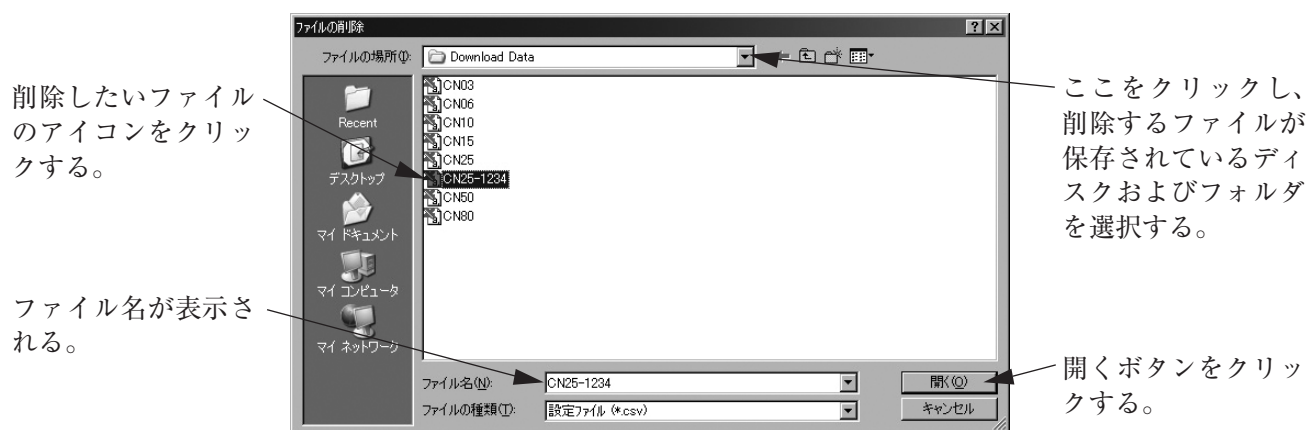 ファイルの削除
ファイルの場所(I):
Download Data
削除したいファイル
のアイコンをクリッ
クする。
Recent
デスクトップ
マイ ドキュメント
マイ コンピュータ
マイ ネットワーク
CN03
CN06
CN10
CN15
CN25
CN25-1234
CN50
CN80
ここをクリックし、
削除するファイルが
保存されているディ
スクおよびフォルダ
を選択する。
ファイル名が表示さ
れる。
ファイル名(N):
CN25-1234
開く(O)
ファイルの種類(T):
設定ファイル (*.csv)
キャンセル
開くボタンをクリッ
クする。